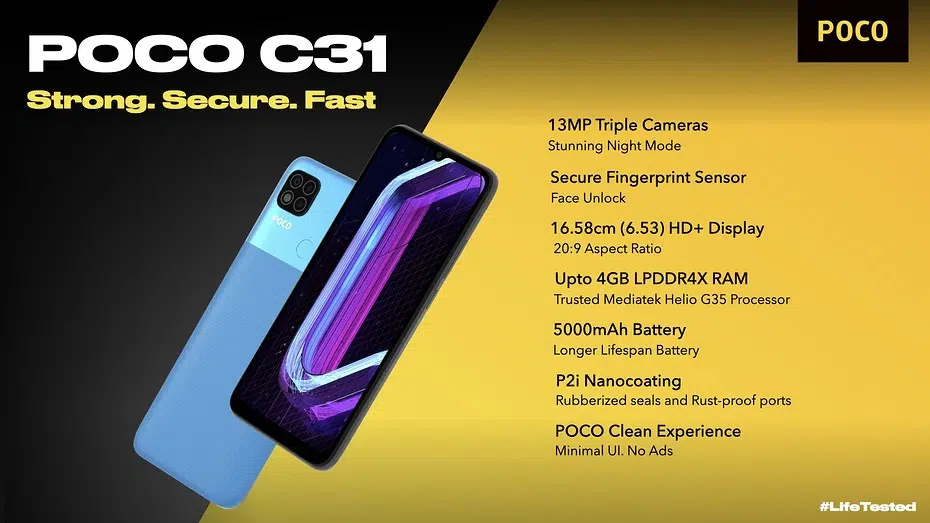 POCO C31
Strong. Secure. Fast
POCO
POCO
13MP Triple Cameras
Stunning Night Mode
Secure Fingerprint Sensor
Face Unlock
16.58cm (6.53) HD+ Display
20:9 Aspect Ratio
Upto 4GB LPDDR4X RAM
Trusted Mediatek Helio G35 Processor
5000mAh Battery
Longer Lifespan Battery
P2i Nanocoating
Rubberized seals and Rust-proof ports
POCO Clean Experience
Minimal UI. No Ads
#LifeTested